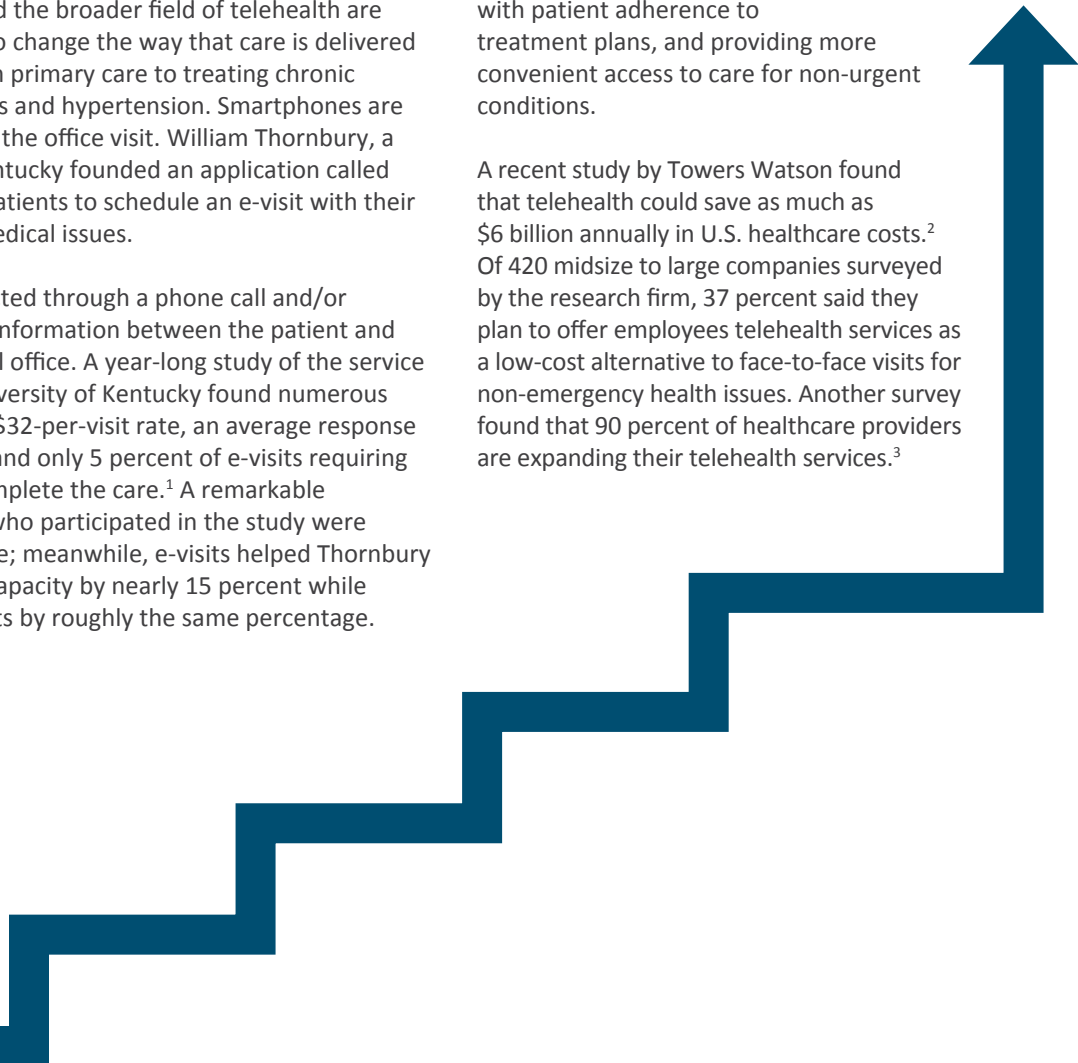 d the broader field of telehealth are
o change the way that care is delivered
n primary care to treating chronic
s and hypertension. Smartphones are
the office visit. William Thornbury, a
ntucky founded an application called
atients to schedule an e-visit with their
edical issues.
ted through a phone call and/or
information between the patient and
l office. A year-long study of the service
versity of Kentucky found numerous
$32-per-visit rate, an average response
and only 5 percent of e-visits requiring
mplete the care.¹ A remarkable
who participated in the study were
e; meanwhile, e-visits helped Thornbury
apacity by nearly 15 percent while
ts by roughly the same percentage.
with patient adherence to
treatment plans, and providing more
convenient access to care for non-urgent
conditions.
A recent study by Towers Watson found
that telehealth could save as much as
$6 billion annually in U.S. healthcare costs.²
Of 420 midsize to large companies surveyed
by the research firm, 37 percent said they
plan to offer employees telehealth services as
a low-cost alternative to face-to-face visits for
non-emergency health issues. Another survey
found that 90 percent of healthcare providers
are expanding their telehealth services.³